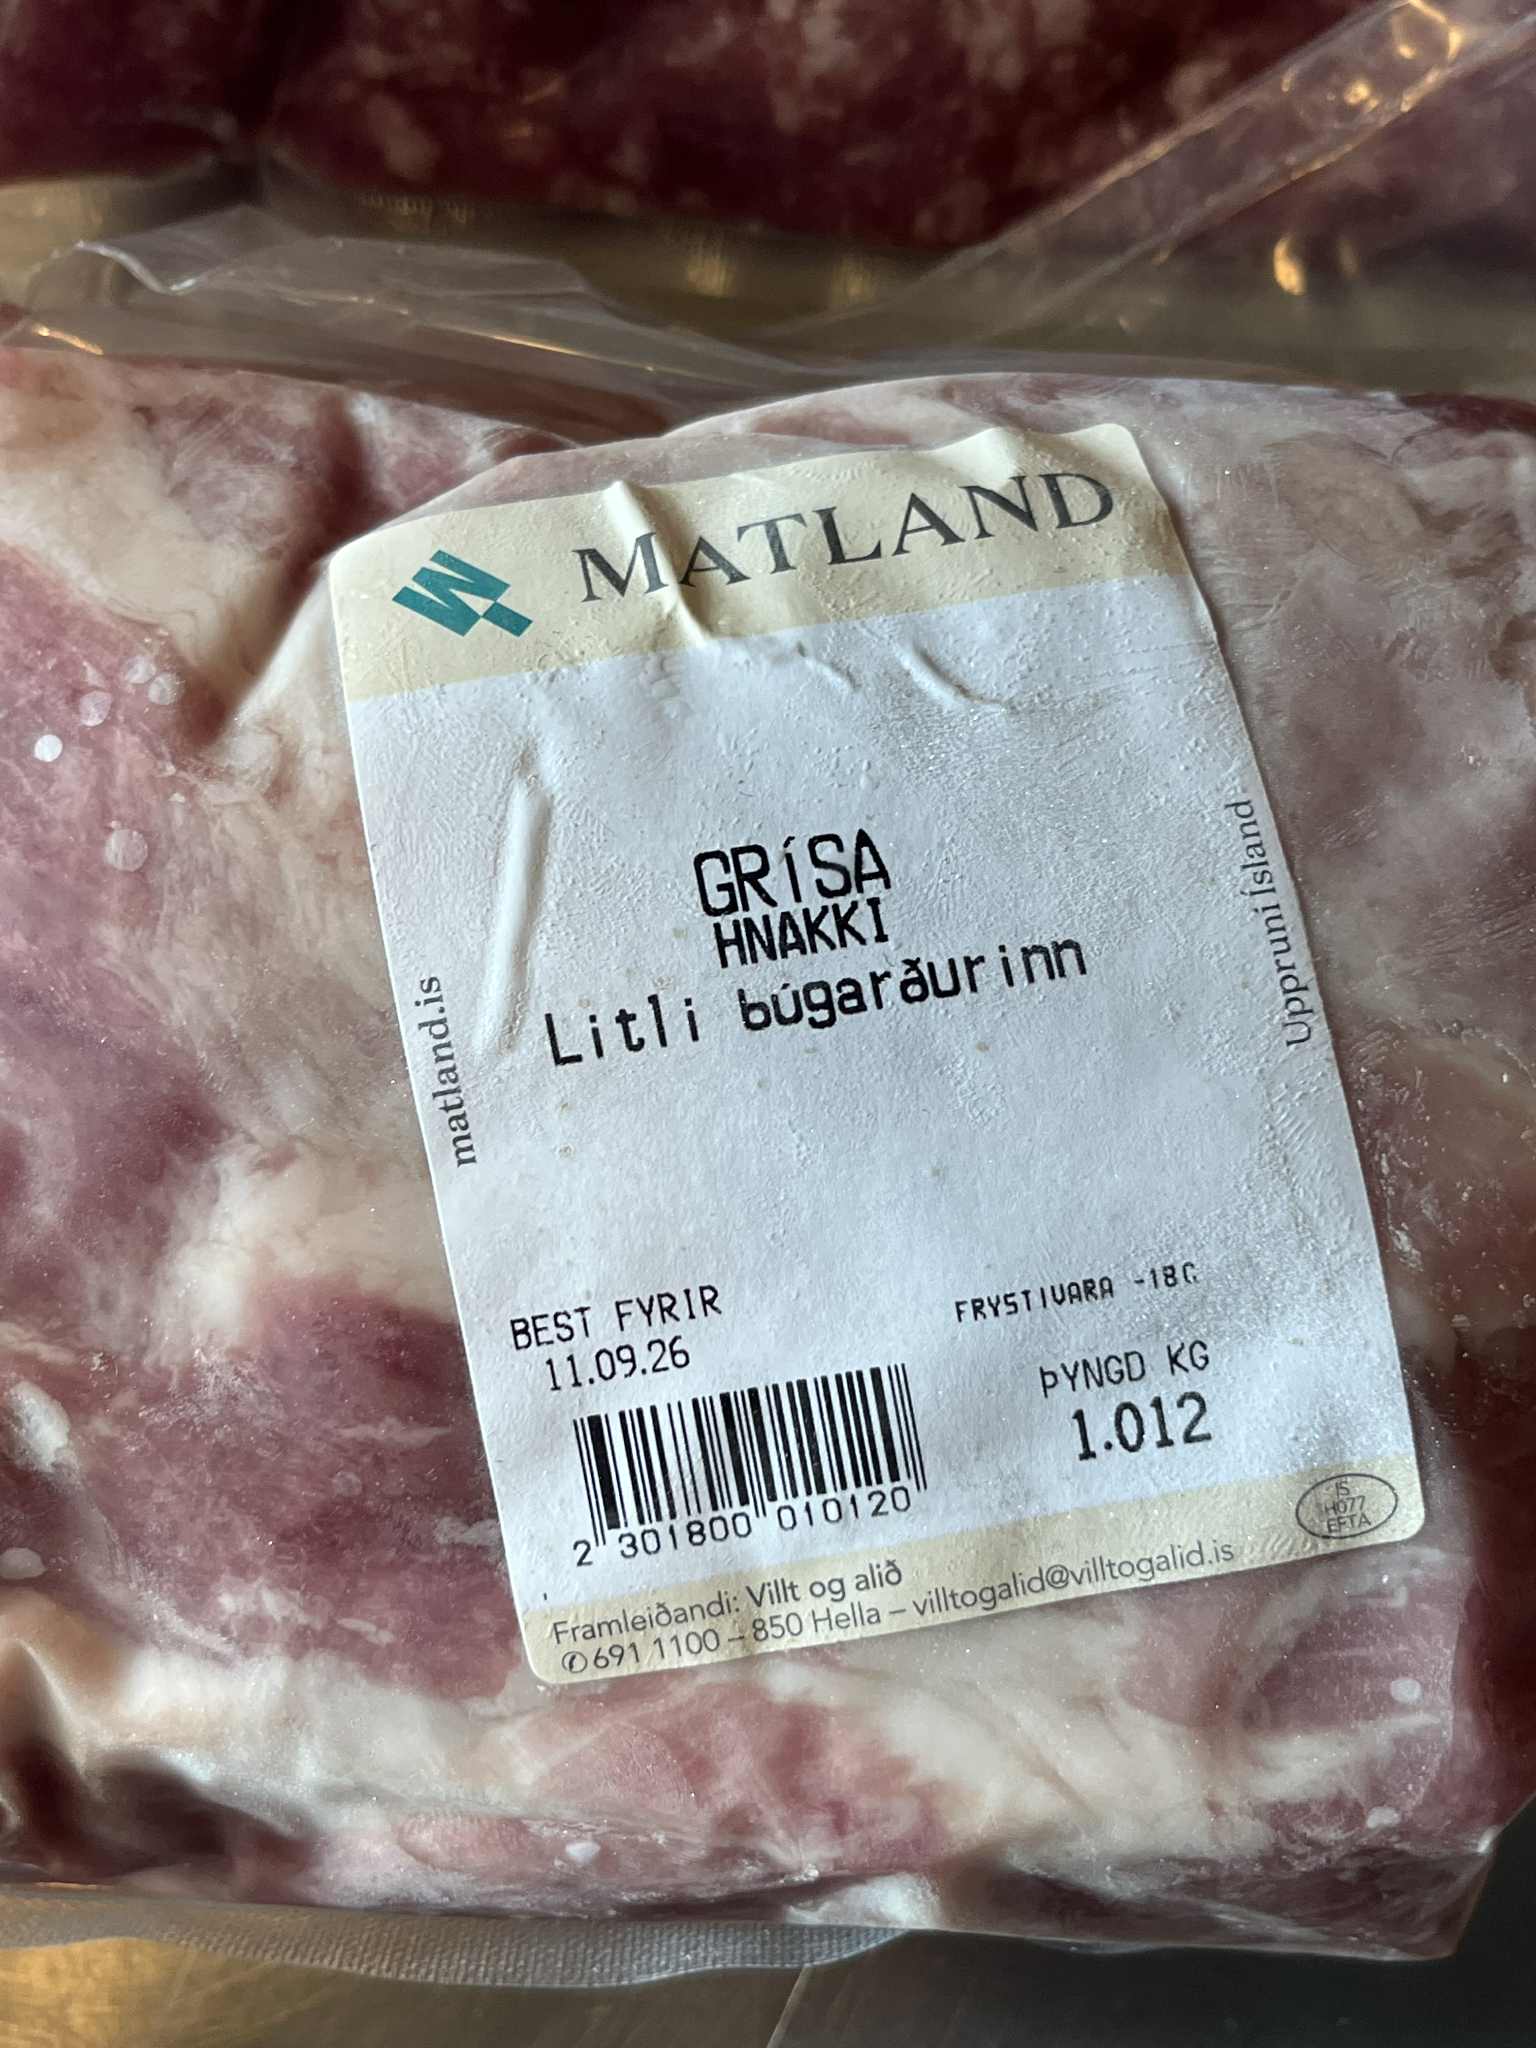 MATLAND
GRÍSA
HNAKKI
Litli búgarðurinn
matland.is
Uppruni Ísland
BEST FYRIR
11.09.26
FRYSTIVARA -18C
ÞYNGD KG
1.012
2 301800 010120
IS
H077
EFTA
Framleiðandi: Villt og alið
✆ 691 1100 – 850 Hella – villtogalid@villtogalid.is